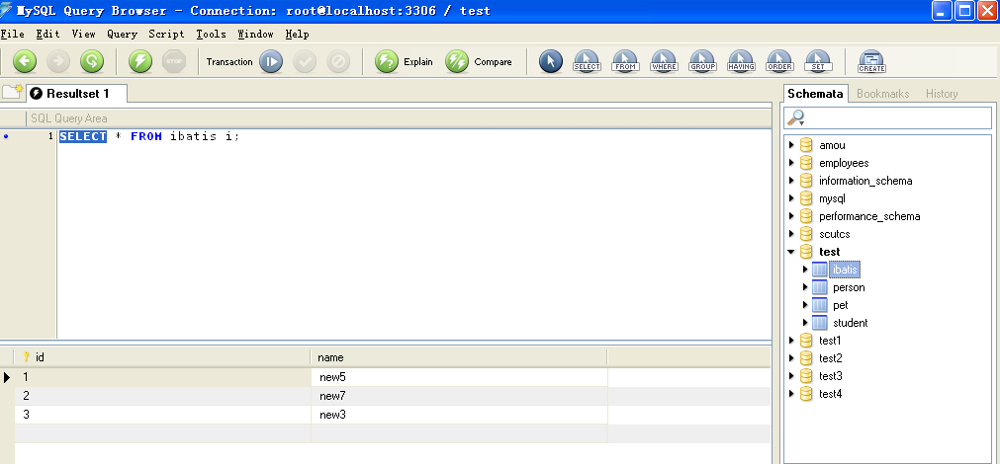 MySQL Query Browser - Connection: root@localhost:3306 / test
File Edit View Query Script Tools Window Help
STOP Transaction Explain Compare SELECT FROM WHERE GROUP HAVING ORDER SET CREATE
Resultset 1
SQL Query Area
1 SELECT * FROM ibatis i;
id name
1 new5
2 new7
3 new3
Schemata Bookmarks History
amou
employees
information_schema
mysql
performance_schema
scutcs
test
ibatis
person
pet
student
test1
test2
test3
test4